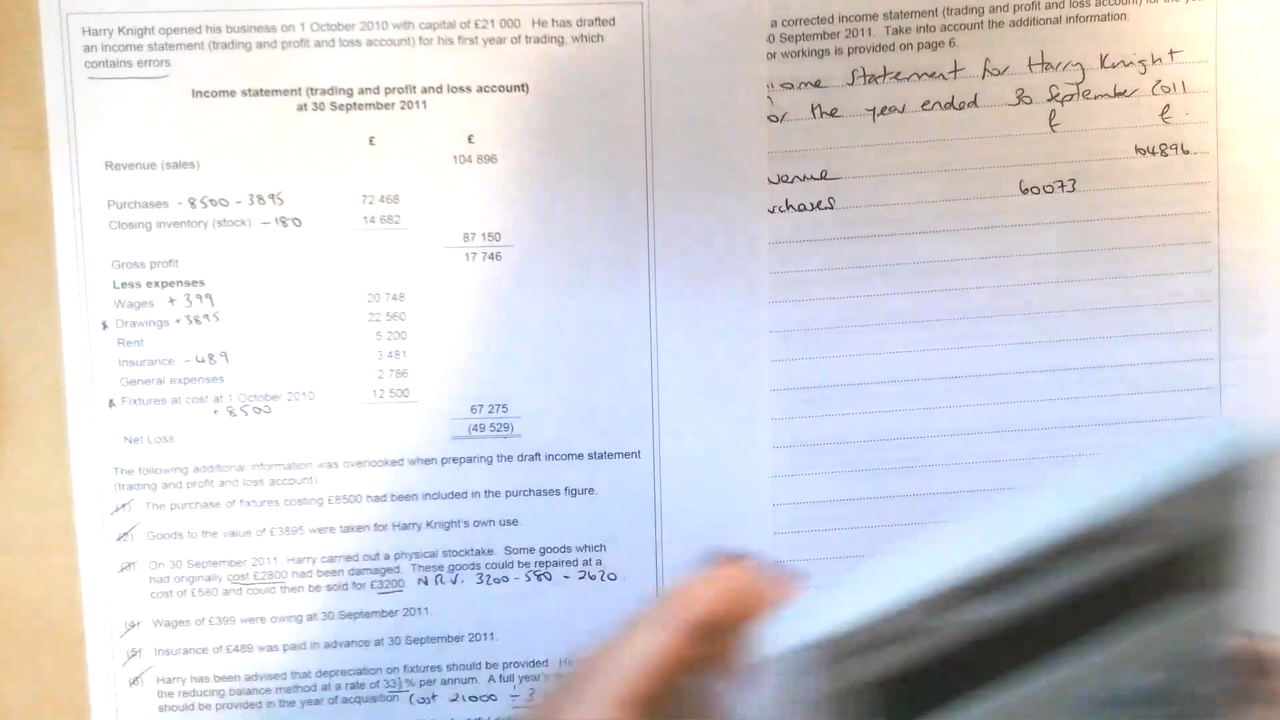 Harry Knight opened his business on 1 October 2010 with capital of £21 000. He has drafted
an income statement (trading and profit and loss account) for his first year of trading, which
contains errors.
Income statement (trading and profit and loss account)
at 30 September 2011
£ £
Revenue (sales) 104 896
Purchases - 8500 - 3895 72 468
Closing inventory (stock) - 180 14 682
87 150
Gross profit 17 746
Less expenses
Wages + 399 20 748
Drawings + 3895 22 560
Rent 5 200
Insurance - 489 3 481
General expenses 2 786
Fixtures at cost at 1 October 2010 12 500
+ 8500
67 275
Net Loss (49 529)
The following additional information was overlooked when preparing the draft income statement
(trading and profit and loss account)
(1) The purchase of fixtures costing £8500 had been included in the purchases figure.
(2) Goods to the value of £3895 were taken for Harry Knight's own use.
(3) On 30 September 2011 Harry carried out a physical stocktake. Some goods which
had originally cost £2800 had been damaged. These goods could be repaired at a
cost of £580 and could then be sold for £3200. N R V. 3200 - 580 - 2620
(4) Wages of £399 were owing at 30 September 2011.
(5) Insurance of £489 was paid in advance at 30 September 2011.
(6) Harry has been advised that depreciation on fixtures should be provided. He
the reducing balance method at a rate of 33⅓% per annum. A full year's
should be provided in the year of acquisition Cost 21000 ÷ 3
a corrected income statement (trading and profit and loss account) for
0 September 2011. Take into account the additional information.
or workings is provided on page 6.
ome Statement for Harry Knight
or the year ended 30 September 2011
£ £
venue 104896
rchases 60073